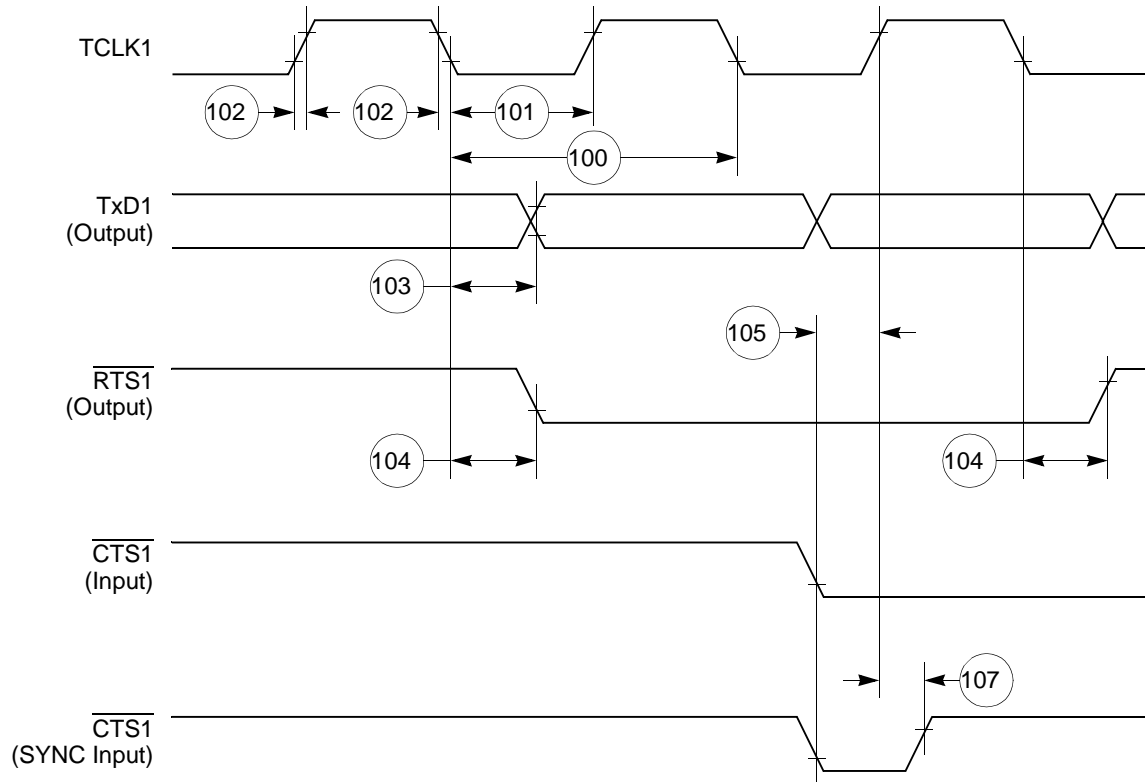 TCLK1
102
102
101
100
TxD1
(Output)
103
105
RTS1
(Output)
104
104
CTS1
(Input)
107
CTS1
(SYNC Input)